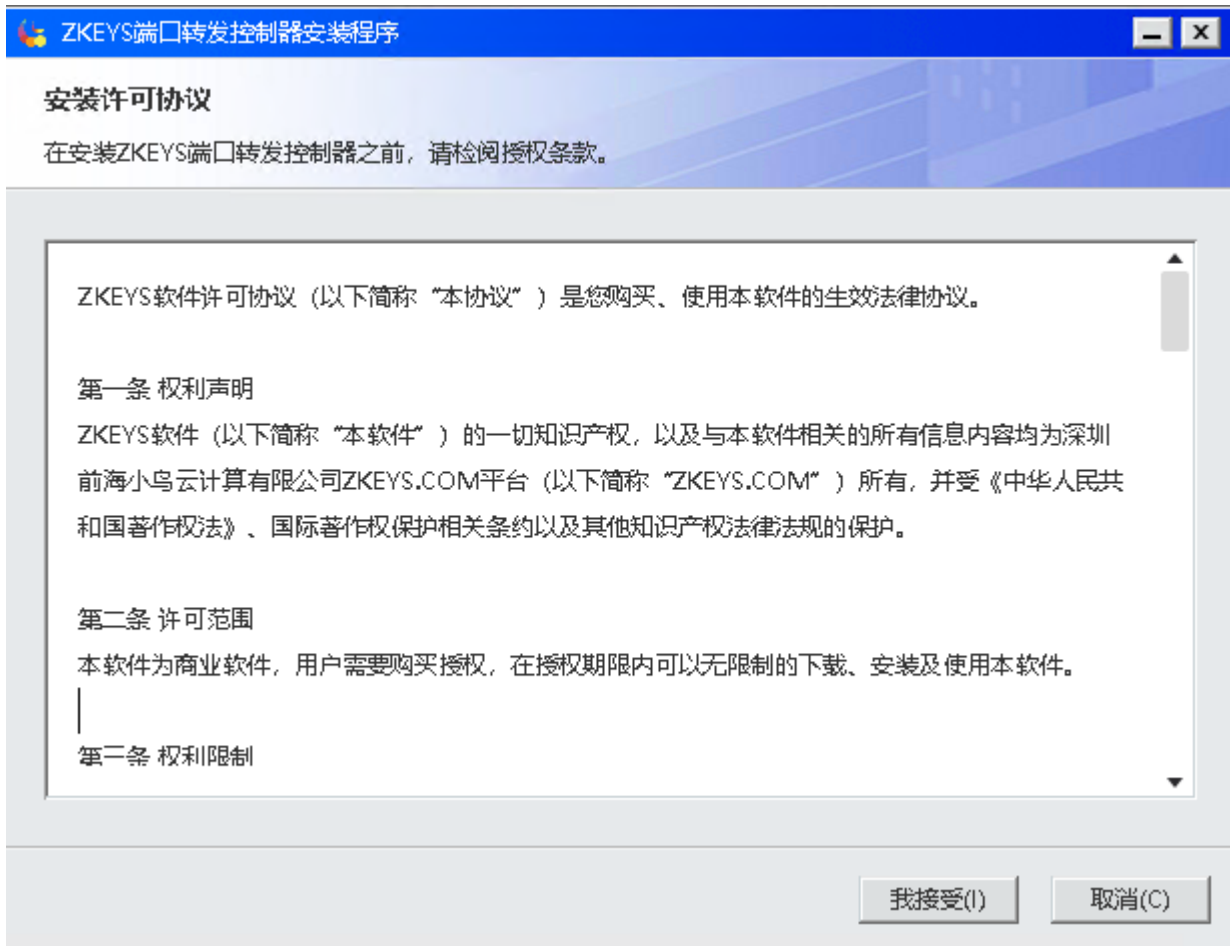 ZKEYS端口转发控制器安装程序
安装许可协议
在安装ZKEYS端口转发控制器之前，请检阅授权条款。
ZKEYS软件许可协议（以下简称“本协议”）是您购买、使用本软件的生效法律协议。
第一条 权利声明
ZKEYS软件（以下简称“本软件”）的一切知识产权，以及与本软件相关的所有信息内容均为深圳
前海小鸟云计算有限公司ZKEYS.COM平台（以下简称“ZKEYS.COM”）所有，并受《中华人民共
和国著作权法》、国际著作权保护相关条约以及其他知识产权法律法规的保护。
第二条 许可范围
本软件为商业软件，用户需要购买授权，在授权期限内可以无限制的下载、安装及使用本软件。
第三条 权利限制
我接受(I)
取消(C)